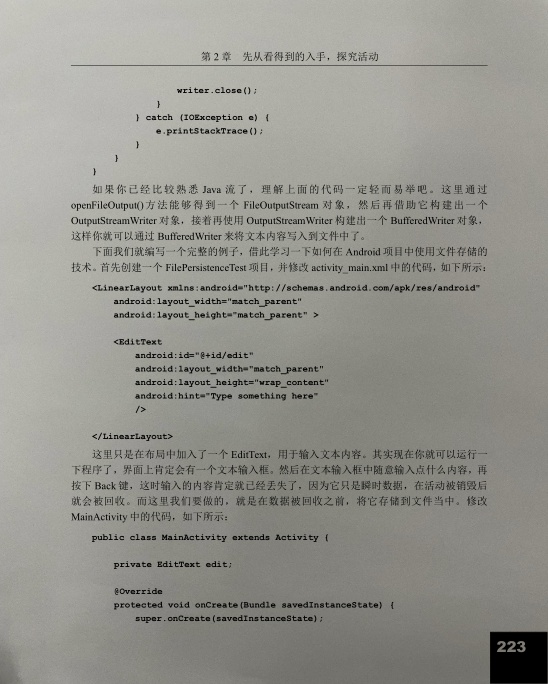 第 2 章 先从看得到的入手，探究活动
writer.close();
}
} catch (IOException e) {
e.printStackTrace();
}
}
}
如果你已经比较熟悉 Java 流了，理解上面的代码一定轻而易举吧。这里通过
openFileOutput()方法能够得到一个 FileOutputStream 对象，然后再借助它构建出一个
OutputStreamWriter 对象，接着再使用 OutputStreamWriter 构建出一个 BufferedWriter 对象，
这样你就可以通过 BufferedWriter 来将文本内容写入到文件中了。
下面我们就编写一个完整的例子，借此学习一下如何在 Android 项目中使用文件存储的
技术。首先创建一个 FilePersistenceTest 项目，并修改 activity_main.xml 中的代码，如下所示：
<LinearLayout xmlns:android="http://schemas.android.com/apk/res/android"
android:layout_width="match_parent"
android:layout_height="match_parent" >
<EditText
android:id="@+id/edit"
android:layout_width="match_parent"
android:layout_height="wrap_content"
android:hint="Type something here"
/>
</LinearLayout>
这里只是在布局中加入了一个 EditText，用于输入文本内容。其实现在你就可以运行一
下程序了，界面上肯定会有一个文本输入框。然后在文本输入框中随意输入点什么内容，再
按下 Back 键，这时输入的内容肯定就已经丢失了，因为它只是瞬时数据，在活动被销毁后
就会被回收。而这里我们要做的，就是在数据被回收之前，将它存储到文件当中。修改
MainActivity 中的代码，如下所示：
public class MainActivity extends Activity {
private EditText edit;
@Override
protected void onCreate(Bundle savedInstanceState) {
super.onCreate(savedInstanceState);
223